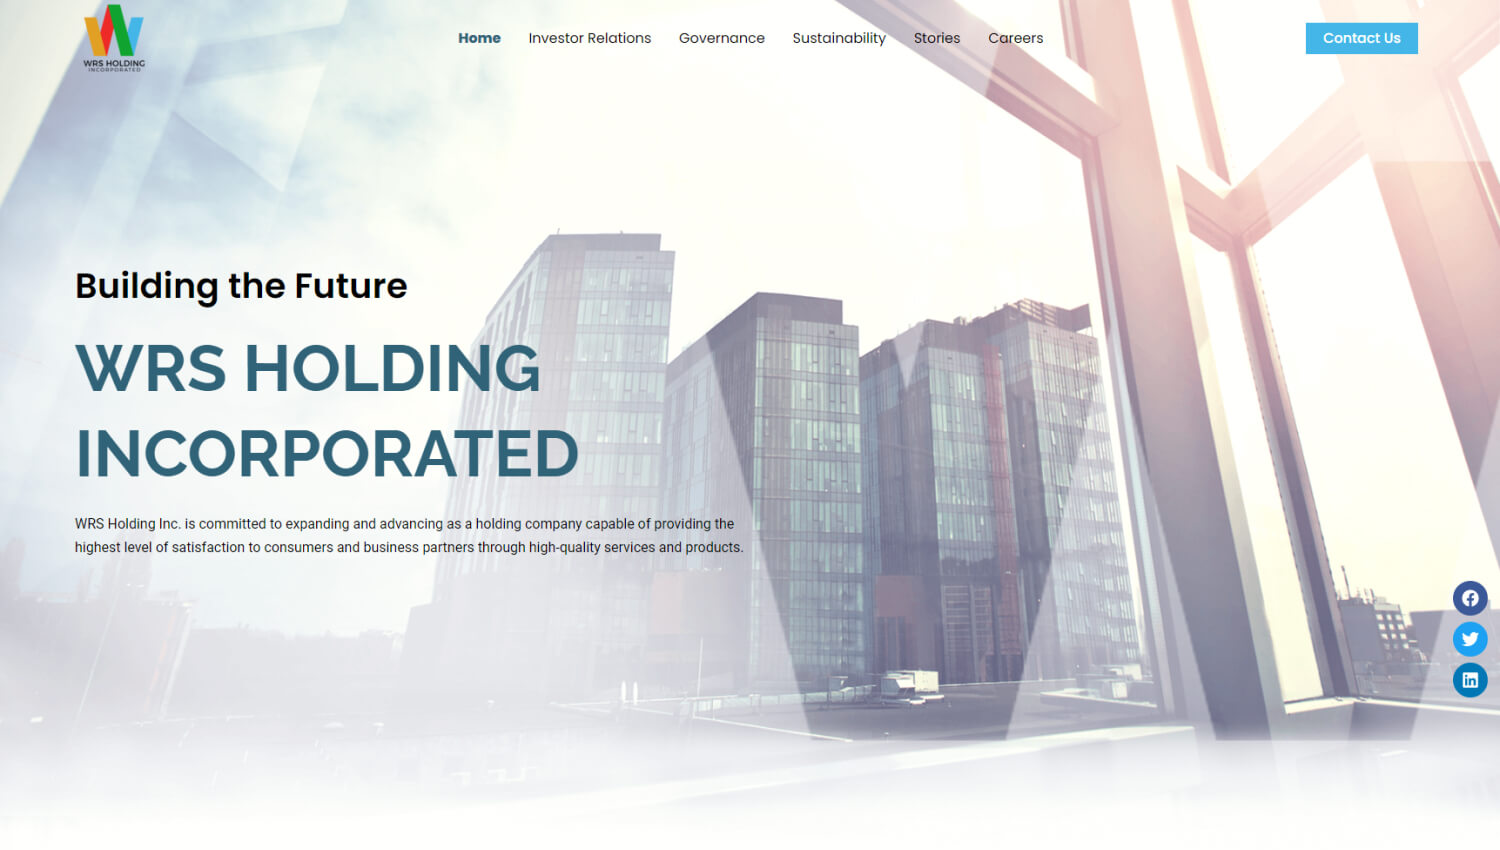 WRS HOLDING
INCORPORATED
Home
Investor Relations
Governance
Sustainability
Stories
Careers
Contact Us
Building the Future
WRS HOLDING
INCORPORATED
WRS Holding Inc. is committed to expanding and advancing as a holding company capable of providing the
highest level of satisfaction to consumers and business partners through high-quality services and products.